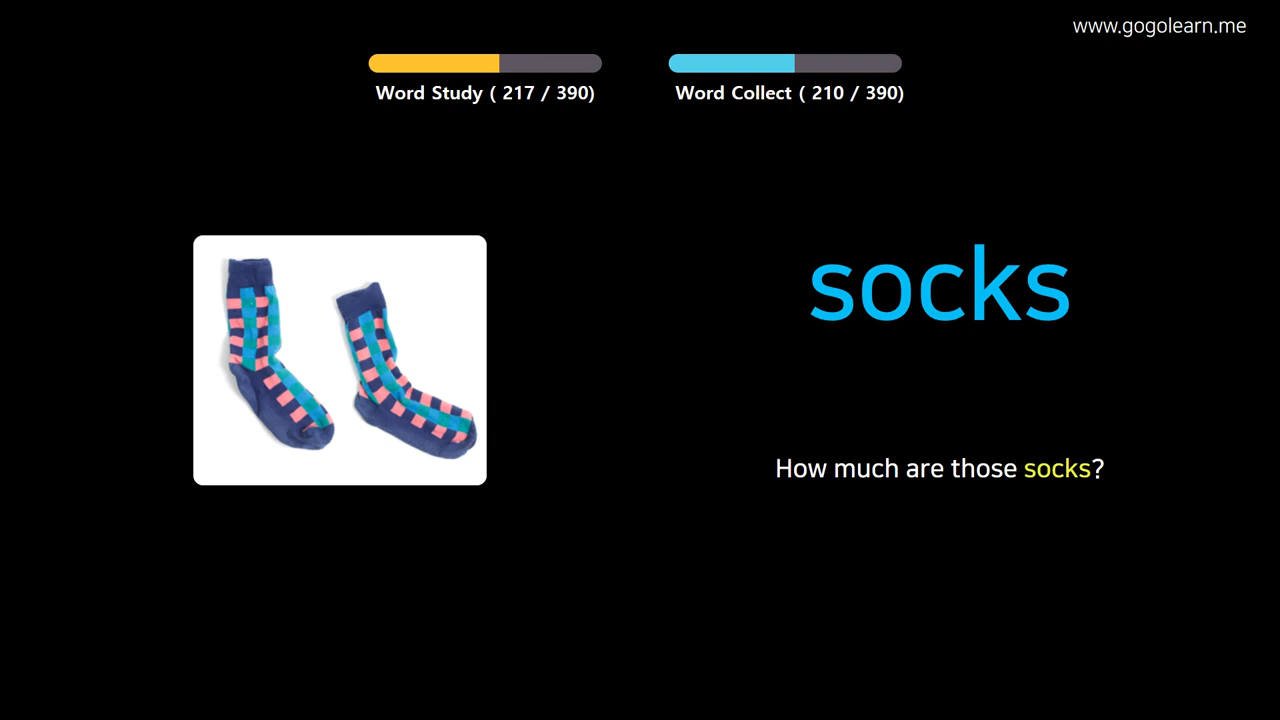 www.gogolearn.me
Word Study ( 217 / 390)
Word Collect ( 210 / 390)
socks
How much are those socks?